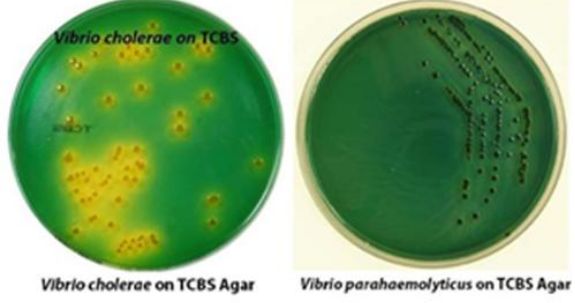 Vibrio cholerae on TCBS
Vibrio cholerae on TCBS Agar
Vibrio parahaemolyticus on TCBS Agar